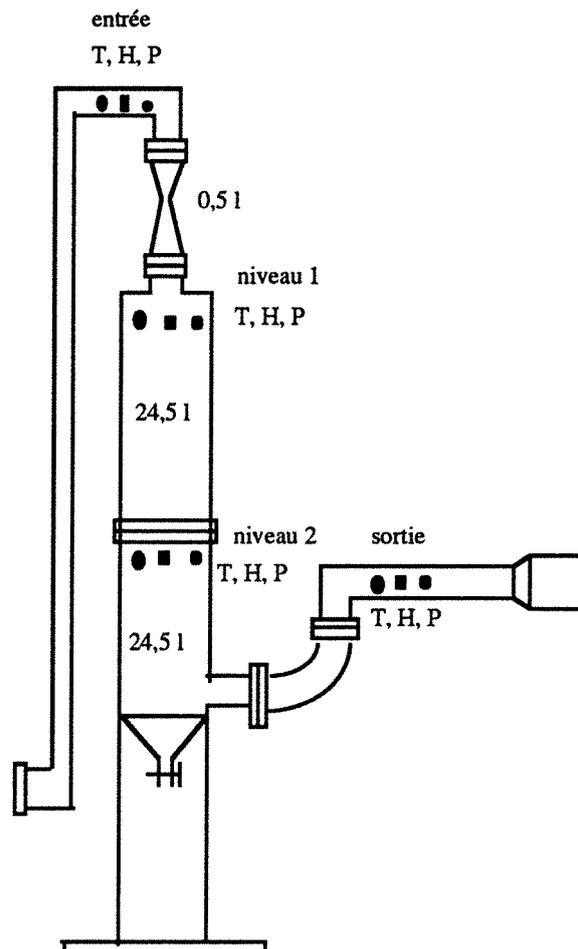 entrée
T, H, P
0,5 l
niveau 1
T, H, P
24,5 l
niveau 2
sortie
T, H, P
T, H, P
24,5 l